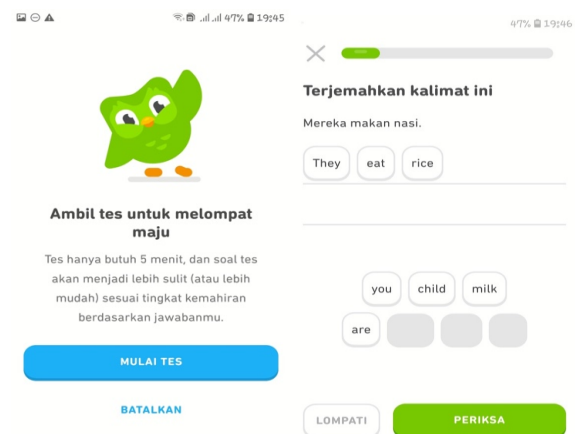 47% 19:45
Ambil tes untuk melompat
maju
Tes hanya butuh 5 menit, dan soal tes
akan menjadi lebih sulit (atau lebih
mudah) sesuai tingkat kemahiran
berdasarkan jawabanmu.
MULAI TES
BATALKAN
47% 19:46
Terjemahkan kalimat ini
Mereka makan nasi.
They eat rice
you child milk
are
LOMPATI PERIKSA